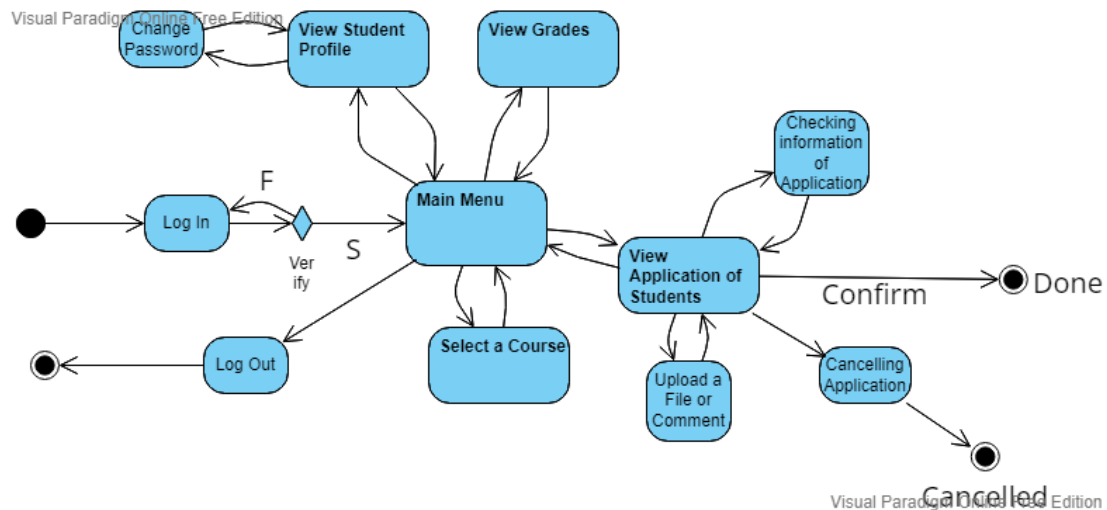 Visual Paradigm Online Free Edition
Change
Password
View Student
Profile
View Grades
Checking
information
of
Application
F
Main Menu
Log In
S
Ver
ify
View
Application of
Students
Confirm
Done
Select a Course
Log Out
Upload a
File or
Comment
Cancelling
Application
Cancelled
Visual Paradigm Online Free Edition